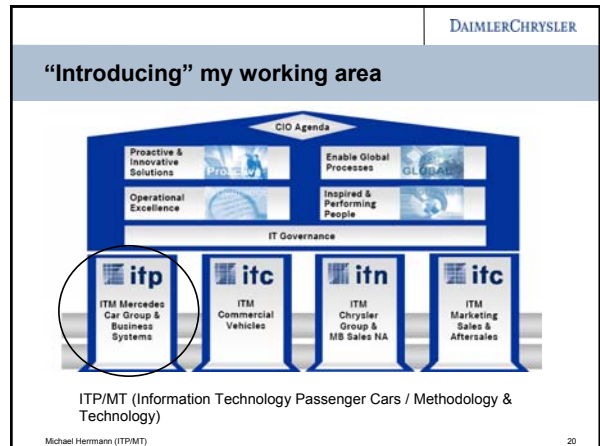 DAIMLERCHRYSLER
“Introducing” my working area
CIO Agenda
Proactive &
Innovative
Solutions
Proactive
Enable Global
Processes
GLOBAL
Operational
Excellence
Inspired &
Performing
People
IT Governance
itp
ITM Mercedes
Car Group &
Business
Systems
itc
ITM
Commercial
Vehicles
itn
ITM
Chrysler
Group &
MB Sales NA
itc
ITM
Marketing
Sales &
Aftersales
ITP/MT (Information Technology Passenger Cars / Methodology &
Technology)
Michael Herrmann (ITP/MT)
20